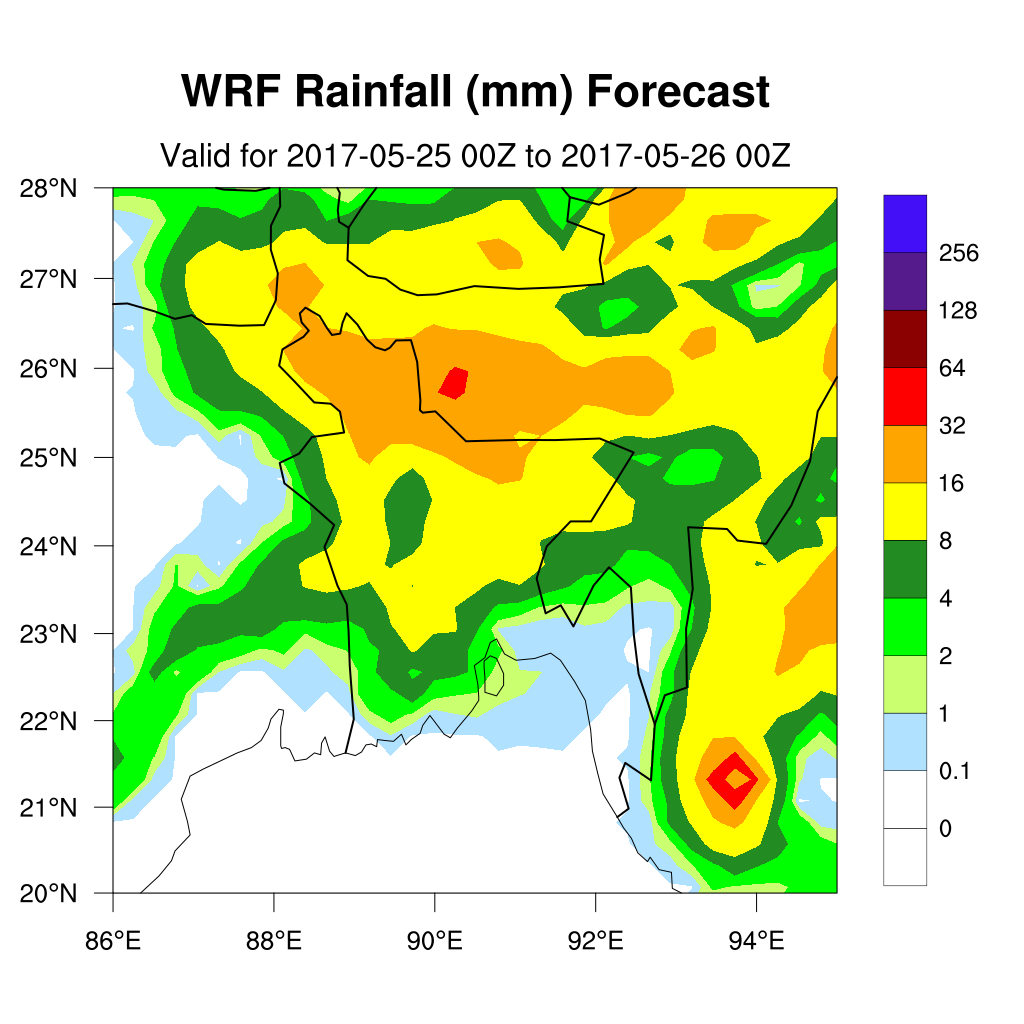 WRF Rainfall (mm) Forecast
Valid for 2017-05-25 00Z to 2017-05-26 00Z
28°N
27°N
26°N
25°N
24°N
23°N
22°N
21°N
20°N
86°E 88°E 90°E 92°E 94°E
256
128
64
32
16
8
4
2
1
0.1
0